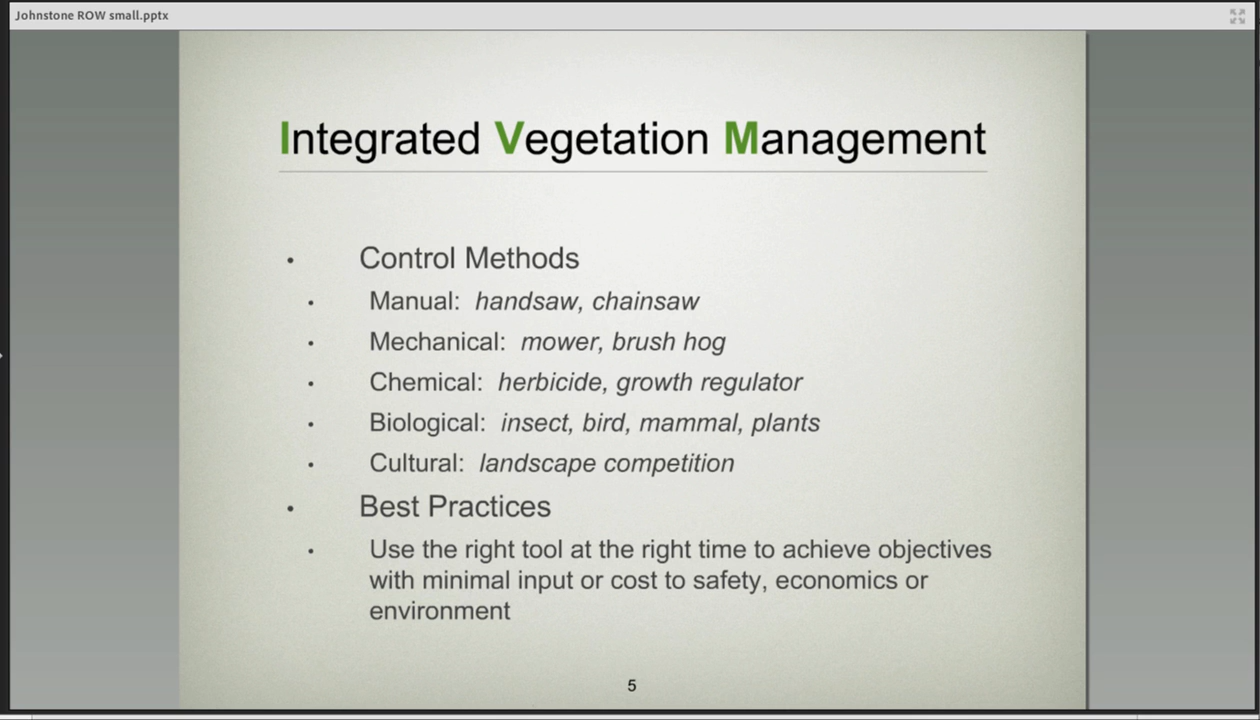 Johnstone ROW small.pptx
Integrated Vegetation Management
• Control Methods
• Manual: handsaw, chainsaw
• Mechanical: mower, brush hog
• Chemical: herbicide, growth regulator
• Biological: insect, bird, mammal, plants
• Cultural: landscape competition
• Best Practices
• Use the right tool at the right time to achieve objectives
with minimal input or cost to safety, economics or
environment
5